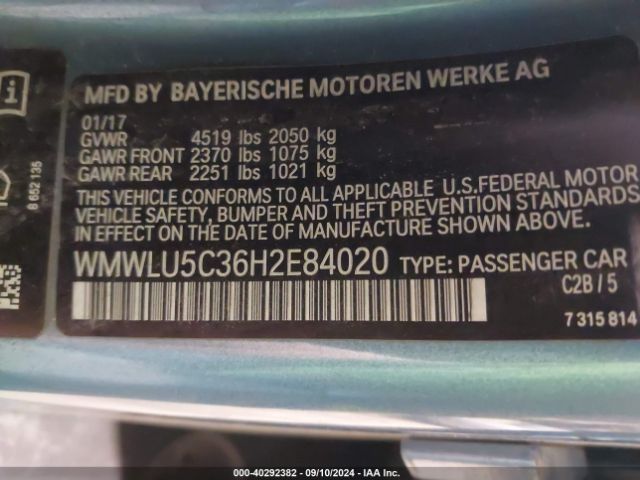 MFD BY BAYERISCHE MOTOREN WERKE AG
01/17
GVWR 4519 lbs 2050 kg
GAWR FRONT 2370 lbs 1075 kg
GAWR REAR 2251 lbs 1021 kg
THIS VEHICLE CONFORMS TO ALL APPLICABLE U.S.FEDERAL MOTOR
VEHICLE SAFETY, BUMPER AND THEFT PREVENTION STANDARDS
IN EFFECT ON THE DATE OF MANUFACTURE SHOWN ABOVE.
WMWLU5C36H2E84020 TYPE: PASSENGER CAR
C2B / 5
7 315 814
8 662 135
000-40292382 - 09/10/2024 - IAA Inc.